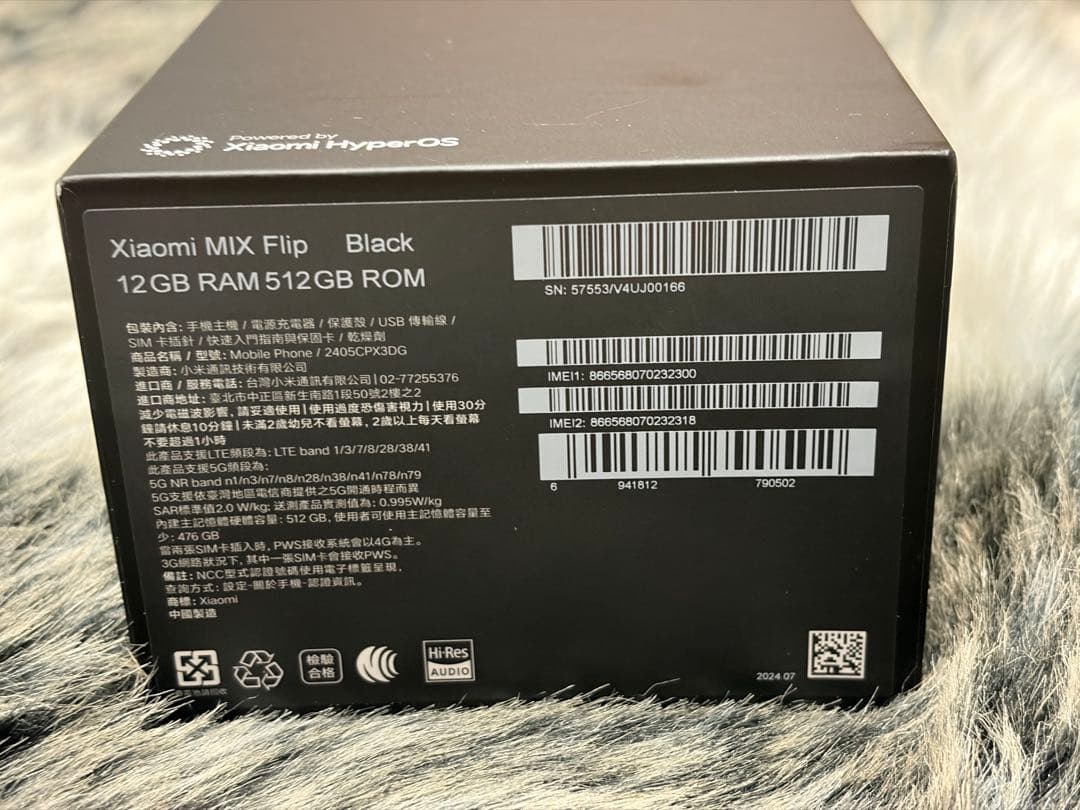 Powered by
Xiaomi HyperOS
Xiaomi MIX Flip Black
12GB RAM 512GB ROM
包裝內含: 手機主機 / 電源充電器 / 保護殼 / USB 傳輸線 /
SIM 卡插針 / 快速入門指南與保固卡 / 乾燥劑
商品名稱 / 型號: Mobile Phone / 2405CPX3DG
製造商: 小米通訊技術有限公司
進口商 / 服務電話: 台灣小米通訊有限公司 | 02-77255376
進口商地址: 臺北市中正區新生南路1段50號2樓之2
減少電磁波影響, 請妥適使用 | 使用過度恐傷害視力 | 使用30分
鐘請休息10分鐘 | 未滿2歲幼兒不看螢幕, 2歲以上每天看螢幕
不要超過1小時
此產品支援LTE頻段為: LTE band 1/3/7/8/28/38/41
此產品支援5G頻段為:
5G NR band n1/n3/n7/n8/n28/n38/n41/n78/n79
5G支援依臺灣地區電信商提供之5G開通時程而異
SAR標準值2.0 W/kg; 送測產品實測值為: 0.995W/kg
內建主記憶體硬體容量: 512 GB, 使用者可使用主記憶體容量至
少: 476 GB
當兩張SIM卡插入時, PWS接收系統會以4G為主。
3G網路狀況下, 其中一張SIM卡會接收PWS。
備註: NCC型式認證號碼使用電子標籤呈現,
查詢方式: 設定-關於手機-認證資訊。
商標: Xiaomi
中國製造
SN: 57553/V4UJ00166
IMEI1: 866568070232300
IMEI2: 866568070232318
6 941812 790502
檢驗
合格
Hi-Res
AUDIO
2024.07